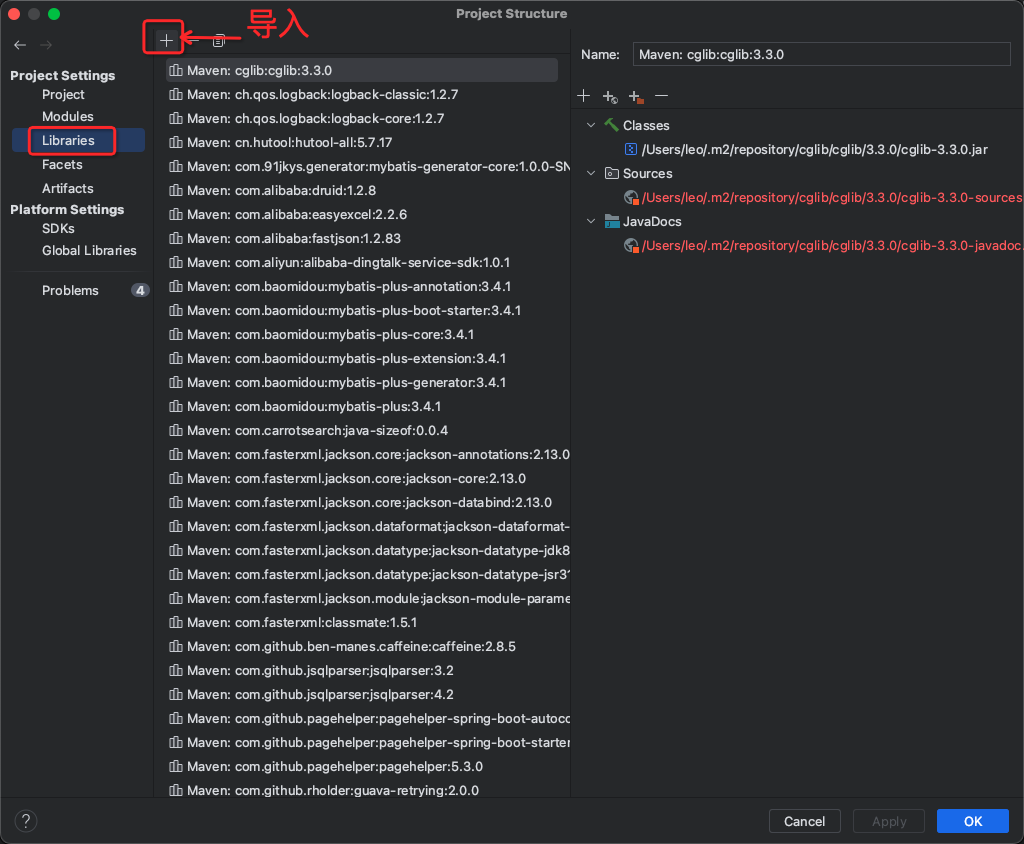 Project Structure
导入
Project Settings
Project
Modules
Libraries
Facets
Artifacts
Platform Settings
SDKs
Global Libraries
Problems 4
Maven: cglib:cglib:3.3.0
Maven: ch.qos.logback:logback-classic:1.2.7
Maven: ch.qos.logback:logback-core:1.2.7
Maven: cn.hutool:hutool-all:5.7.17
Maven: com.91jkys.generator:mybatis-generator-core:1.0.0-SN
Maven: com.alibaba:druid:1.2.8
Maven: com.alibaba:easyexcel:2.2.6
Maven: com.alibaba:fastjson:1.2.83
Maven: com.aliyun:alibaba-dingtalk-service-sdk:1.0.1
Maven: com.baomidou:mybatis-plus-annotation:3.4.1
Maven: com.baomidou:mybatis-plus-boot-starter:3.4.1
Maven: com.baomidou:mybatis-plus-core:3.4.1
Maven: com.baomidou:mybatis-plus-extension:3.4.1
Maven: com.baomidou:mybatis-plus-generator:3.4.1
Maven: com.baomidou:mybatis-plus:3.4.1
Maven: com.carrotsearch:java-sizeof:0.0.4
Maven: com.fasterxml.jackson.core:jackson-annotations:2.13.0
Maven: com.fasterxml.jackson.core:jackson-core:2.13.0
Maven: com.fasterxml.jackson.core:jackson-databind:2.13.0
Maven: com.fasterxml.jackson.dataformat:jackson-dataformat-
Maven: com.fasterxml.jackson.datatype:jackson-datatype-jdk8
Maven: com.fasterxml.jackson.datatype:jackson-datatype-jsr31
Maven: com.fasterxml.jackson.module:jackson-module-parame
Maven: com.fasterxml:classmate:1.5.1
Maven: com.github.ben-manes.caffeine:caffeine:2.8.5
Maven: com.github.jsqlparser:jsqlparser:3.2
Maven: com.github.jsqlparser:jsqlparser:4.2
Maven: com.github.pagehelper:pagehelper-spring-boot-autoco
Maven: com.github.pagehelper:pagehelper-spring-boot-starter
Maven: com.github.pagehelper:pagehelper:5.3.0
Maven: com.github.rholder:guava-retrying:2.0.0
Name: Maven: cglib:cglib:3.3.0
Classes
/Users/leo/.m2/repository/cglib/cglib/3.3.0/cglib-3.3.0.jar
Sources
/Users/leo/.m2/repository/cglib/cglib/3.3.0/cglib-3.3.0-sources
JavaDocs
/Users/leo/.m2/repository/cglib/cglib/3.3.0/cglib-3.3.0-javadoc.
?
Cancel
Apply
OK